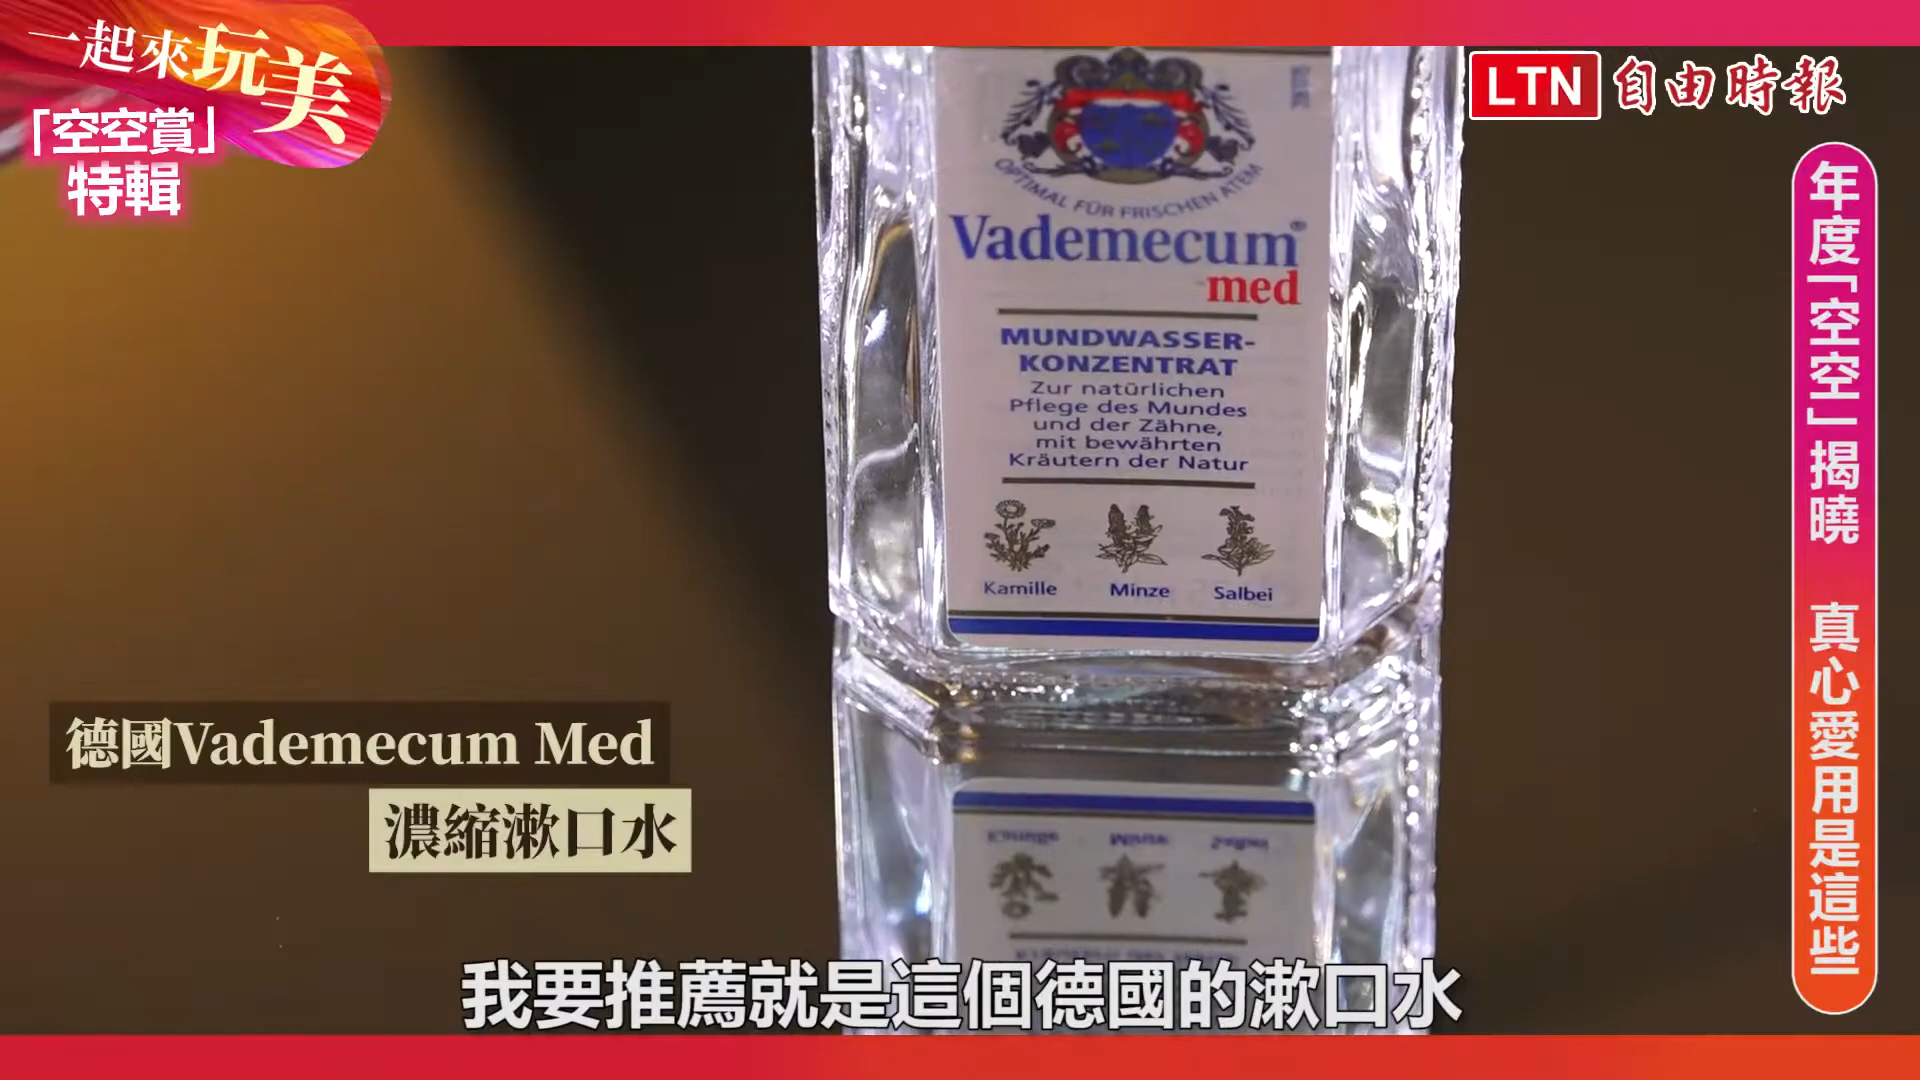 一起來玩美
「空空賞」
特輯
LTN 自由時報
年度「空空」揭曉 真心愛用是這些
OPTIMAL FÜR FRISCHEN ATEM
Vademecum®
med
MUNDWASSER-
KONZENTRAT
Zur natürlichen
Pflege des Mundes
und der Zähne,
mit bewährten
Kräutern der Natur
Kamille Minze Salbei
德國Vademecum Med
濃縮漱口水
Kamille Minze Salbei
我要推薦就是這個德國的漱口水